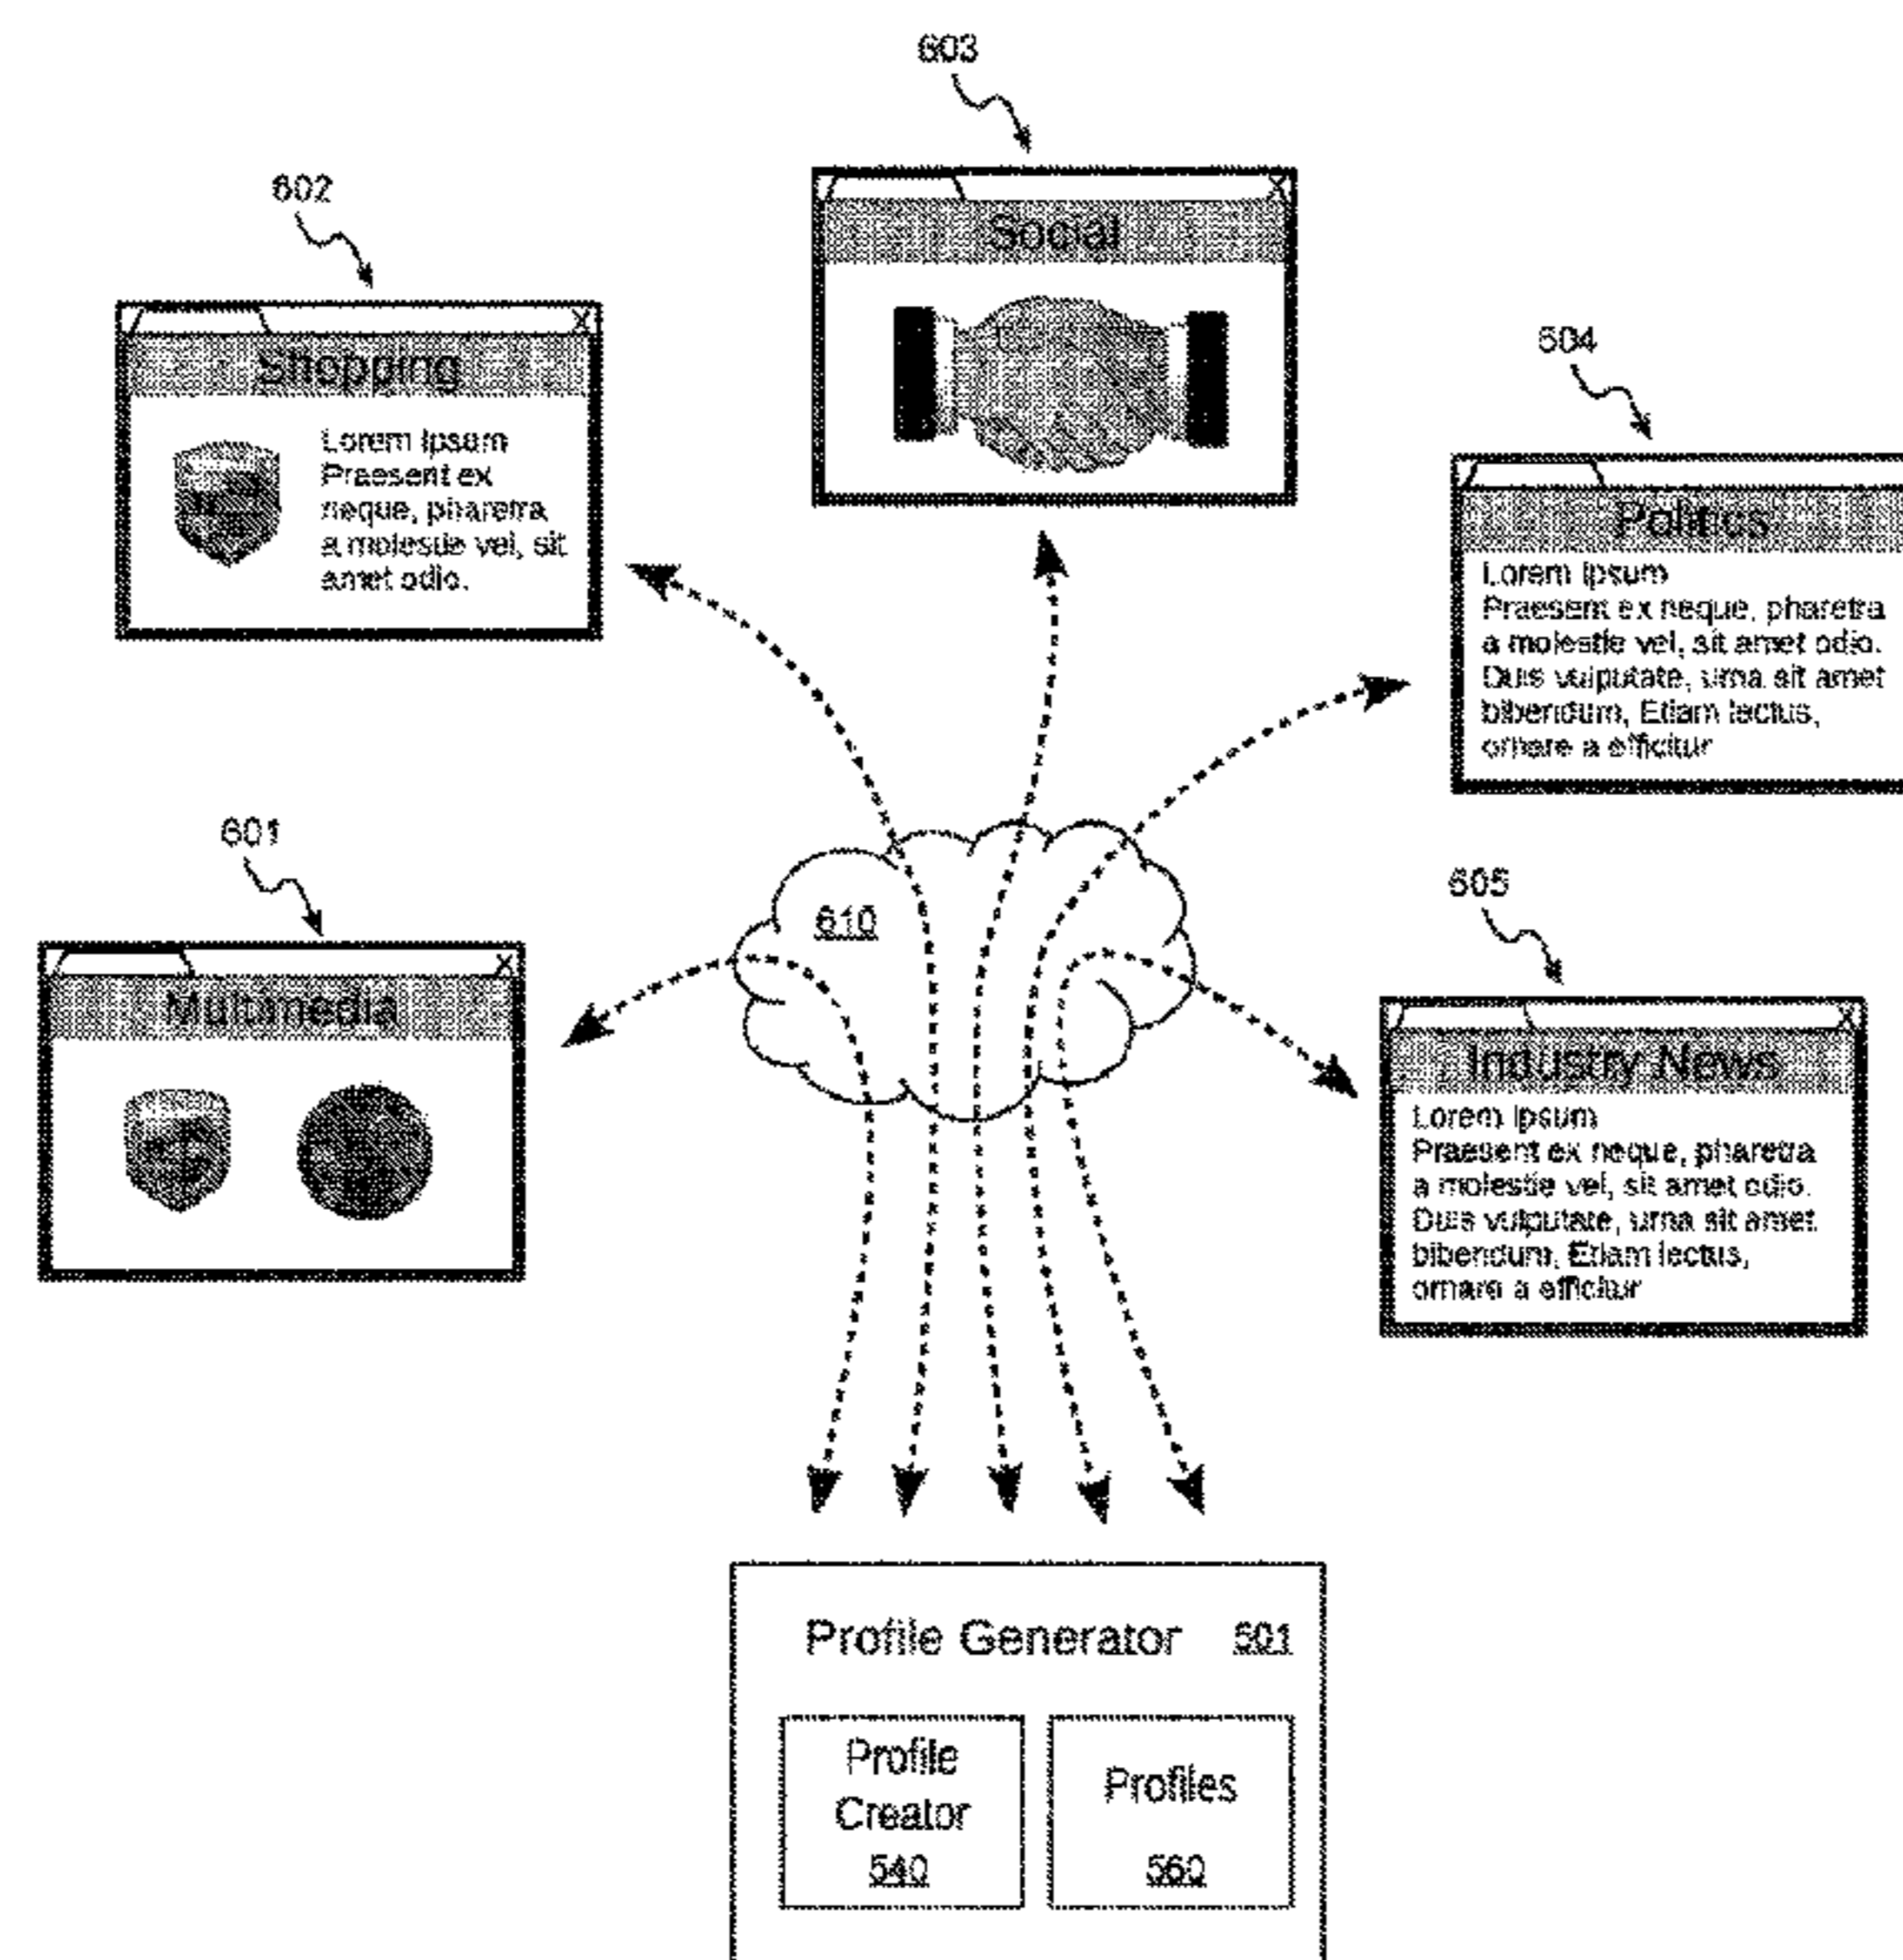 603
602
Social
Shopping
604
Lorem Ipsum
Praesent ex
neque, pharetra
a molestie vel, sit
amet odio.
Politics
Lorem Ipsum
Praesent ex neque, pharetra
a molestie vel, sit amet odio.
Duis vulputate, urna sit amet
bibendum, Etiam lectus,
ornare a efficitur
601
610
605
X
Multimedia
Industry News
Lorem Ipsum
Praesent ex neque, pharetra
a molestie vel, sit amet odio.
Duis vulputate, urna sit amet
bibendum, Etiam lectus,
ornare a efficitur
Profile Generator 501
Profile
Creator
540
Profiles
560